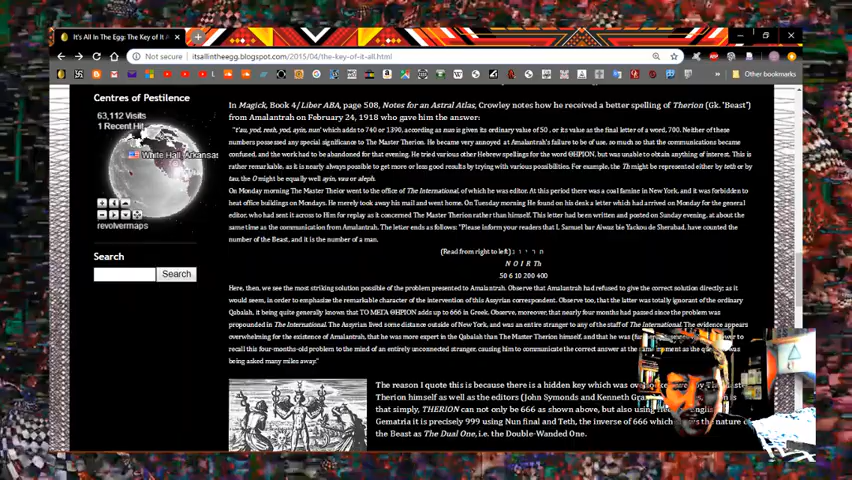 It's All In The Egg: The Key of It A
Not secure | itsallintheegg.blogspot.com/2015/04/the-key-of-it-all.html
Other bookmarks
Centres of Pestilence
63,112 Visits
1 Recent Hit
White Hall, Arkansas
revolvermaps
Search
Search
In Magick, Book 4/Liber ABA, page 508, Notes for an Astral Atlas, Crowley notes how he received a better spelling of Therion (Gk. 'Beast')
from Amalantrah on February 24, 1918 who gave him:
"t'au, yod, resh, yod, ayin, nun' which adds to 740 or 1390, according as nun is given its ordinary value of 50, or its value as the final letter of a word, 700. Neither of these
numbers possessed any special significance to The Master Therion. He became very annoyed at Amalantrah's failure to be of use, so much so that the communications became
confused, and the work had to be abandoned for that evening. He tried various other Hebrew spellings for the word ΘΗΡΙΟΝ, but was unable to obtain anything of interest. This is
rather remarkable, as it is nearly always possible to get more or less good results by trying with various possibilities. For example, the Th might be represented either by teth or by
tau, the O might be equally well ayin, vau or aleph.
On Monday morning The Master Theior went to the office of The International, of which he was editor. At this period there was a coal famine in New York, and it was forbidden to
heat office buildings on Mondays. He merely took away his mail and went home. On Tuesday morning He found on his desk a letter which had arrived on Monday for the general
editor, who had sent it across to Him for replay as it concerned The Master Therion rather than himself. This letter had been written and posted on Sunday evening, at about the
same time as the communication from Amalantrah. The letter ends as follows: "Please inform your readers that I, Samuel bar Aiwaz bie Yackou de Sherabad, have counted the
number of the Beast, and it is the number of a man.
(Read from right to left) נ ו י ר ת
N O I R Th
50 6 10 200 400
Here, then, we see the most striking solution possible of the problem presented to Amalantrah. Observe that Amalantrah had refused to give the correct solution directly; as it
would seem, in order to emphasize the remarkable character of the intervention of this Assyrian correspondent. Observe too, that the latter was totally ignorant of the ordinary
Qabalah, it being quite generally known that ΤΟ ΜΕΓΑ ΘΗΡΙΟΝ adds up to 666 in Greek. Observe, moreover, that nearly four months had passed since the problem was
propounded in The International. The Assyrian lived some distance outside of New York, and was an entire stranger to any of the staff of The International. The evidence appears
overwhelming for the existence of Amalantrah, that he was more expert in the Qabalah than The Master Therion himself, and that he was power to
recall this four-months-old problem to the mind of an entirely unconnected stranger, causing him to communicate the correct answer at the same moment as the was
being asked many miles away."
The reason I quote this is because there is a hidden key which was
Therion himself as well as the editors (John Symonds and Kenneth is
that simply, THERION can not only be 666 as shown above, but also using
Gematria it is precisely 999 using Nun final and Teth, the inverse of 666 which the nature of
the Beast as The Dual One, i.e. the Double-Wanded One.